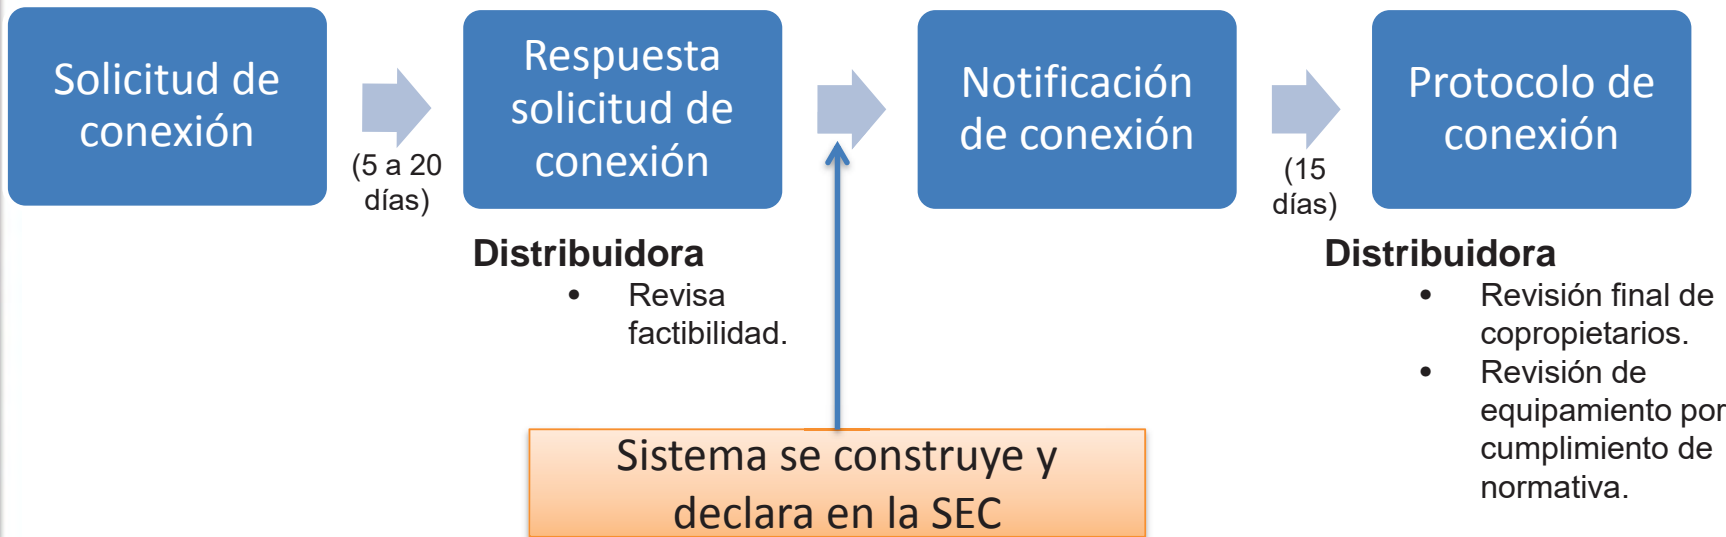 Solicitud de
conexión
(5 a 20
días)
Respuesta
solicitud de
conexión
Notificación
de conexión
(15
días)
Protocolo de
conexión
Distribuidora
• Revisa
factibilidad.
Distribuidora
• Revisión final de
copropietarios.
• Revisión de
equipamiento por
cumplimiento de
normativa.
Sistema se construye y
declara en la SEC